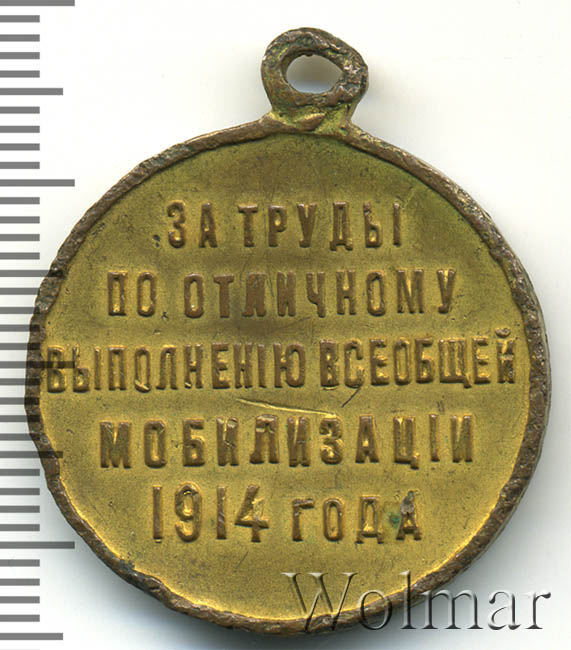 ЗА ТРУДЫ
ПО ОТЛИЧНОМУ
ВЫПОЛНЕНІЮ ВСЕОБЩЕЙ
МОБИЛИЗАЦІИ
1914 ГОДА
Wolmar